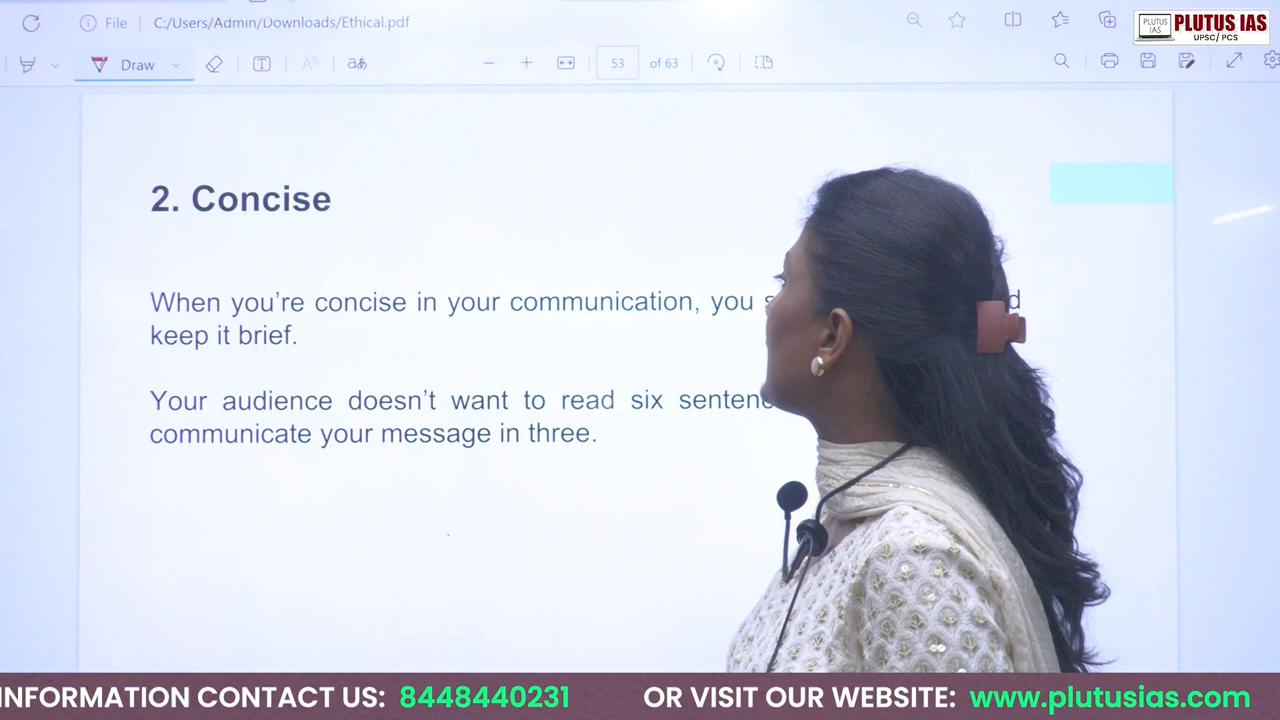 File C:/Users/Admin/Downloads/Ethical.pdf
PLUTUS IAS
PLUTUS IAS
UPSC/ PCS
Draw
53 of 63
2. Concise
When you're concise in your communication, you
keep it brief.
Your audience doesn't want to read six
communicate your message in three.
INFORMATION CONTACT US: 8448440231 OR VISIT OUR WEBSITE: www.plutusias.com